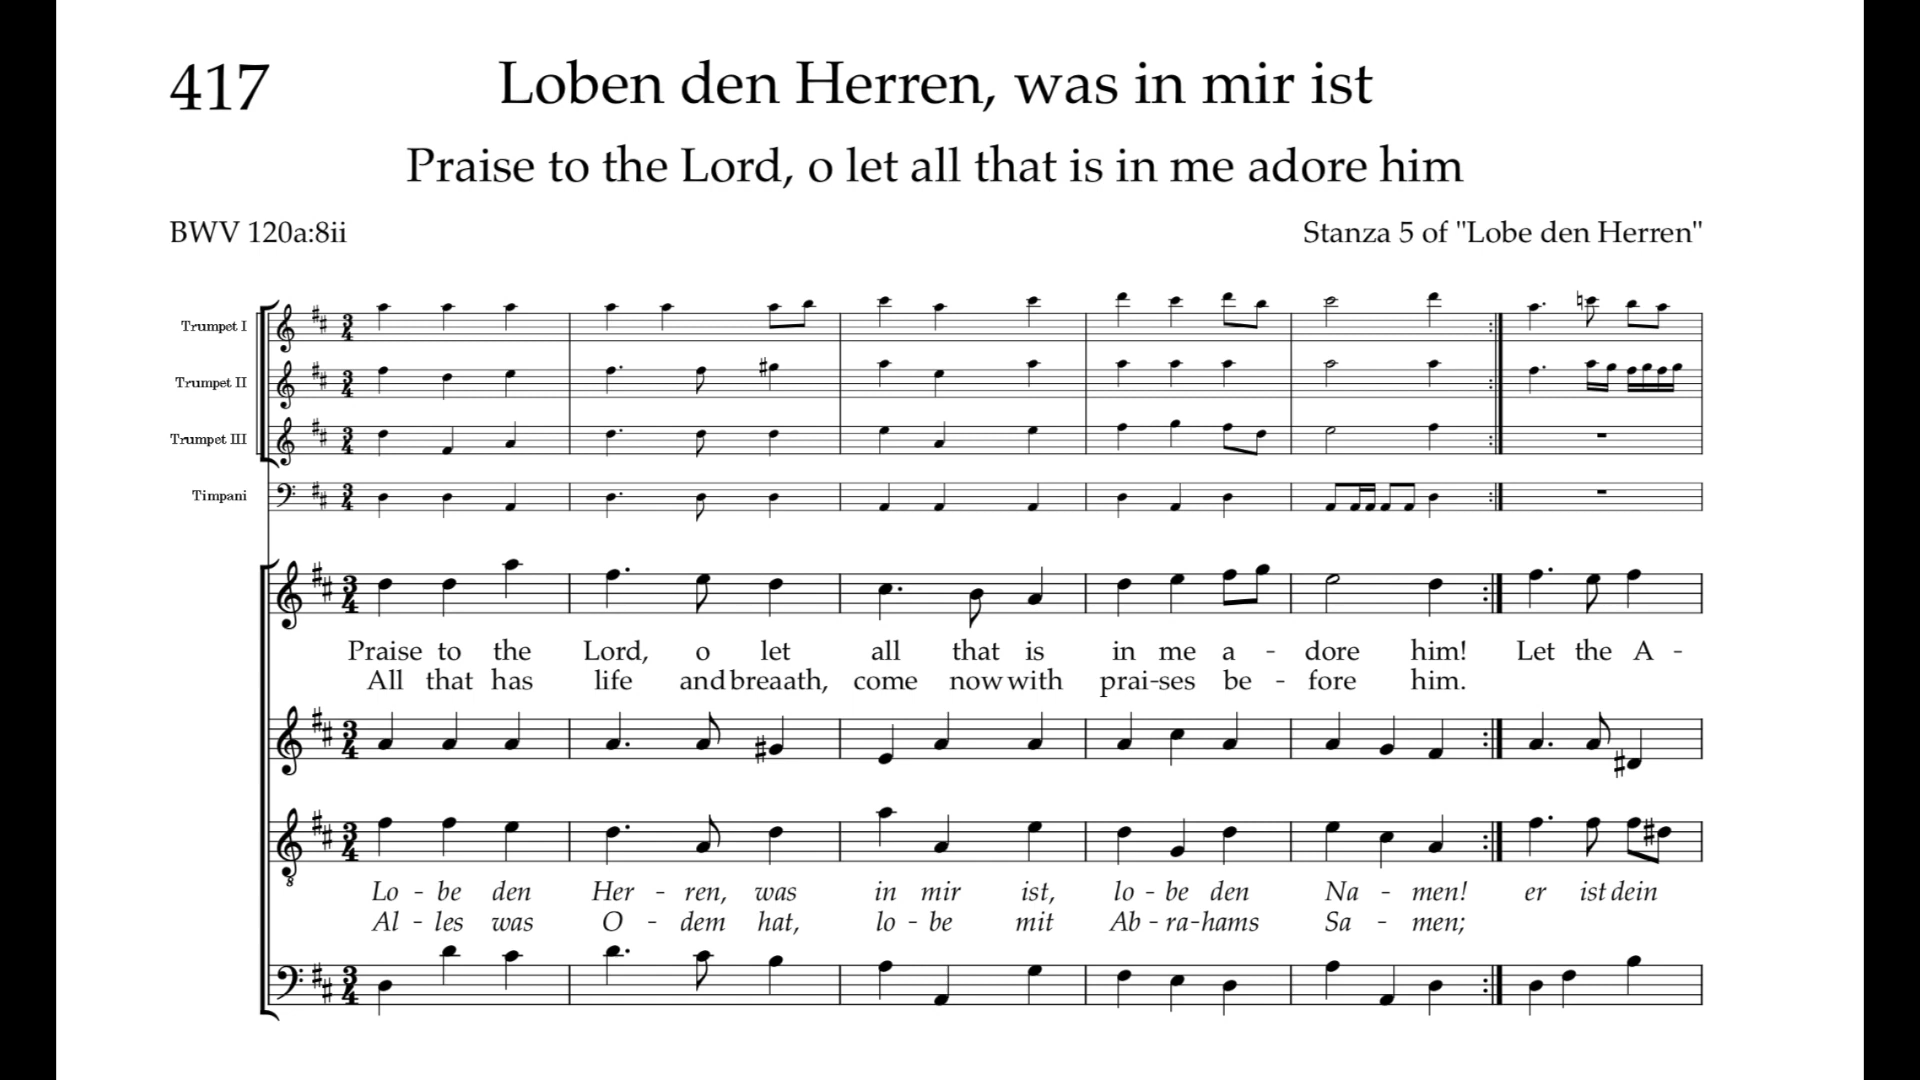 417
Loben den Herren, was in mir ist
Praise to the Lord, o let all that is in me adore him
BWV 120a:8ii
Stanza 5 of "Lobe den Herren"
Trumpet I
Trumpet II
Trumpet III
Timpani
Praise to the Lord, o let all that is in me a - dore him! Let the A -
All that has life and breaath, come now with prai-ses be - fore him.
Lo - be den Her - ren, was in mir ist, lo - be den Na - men! er ist dein
Al - les was O - dem hat, lo - be mit Ab - ra-hams Sa - men;